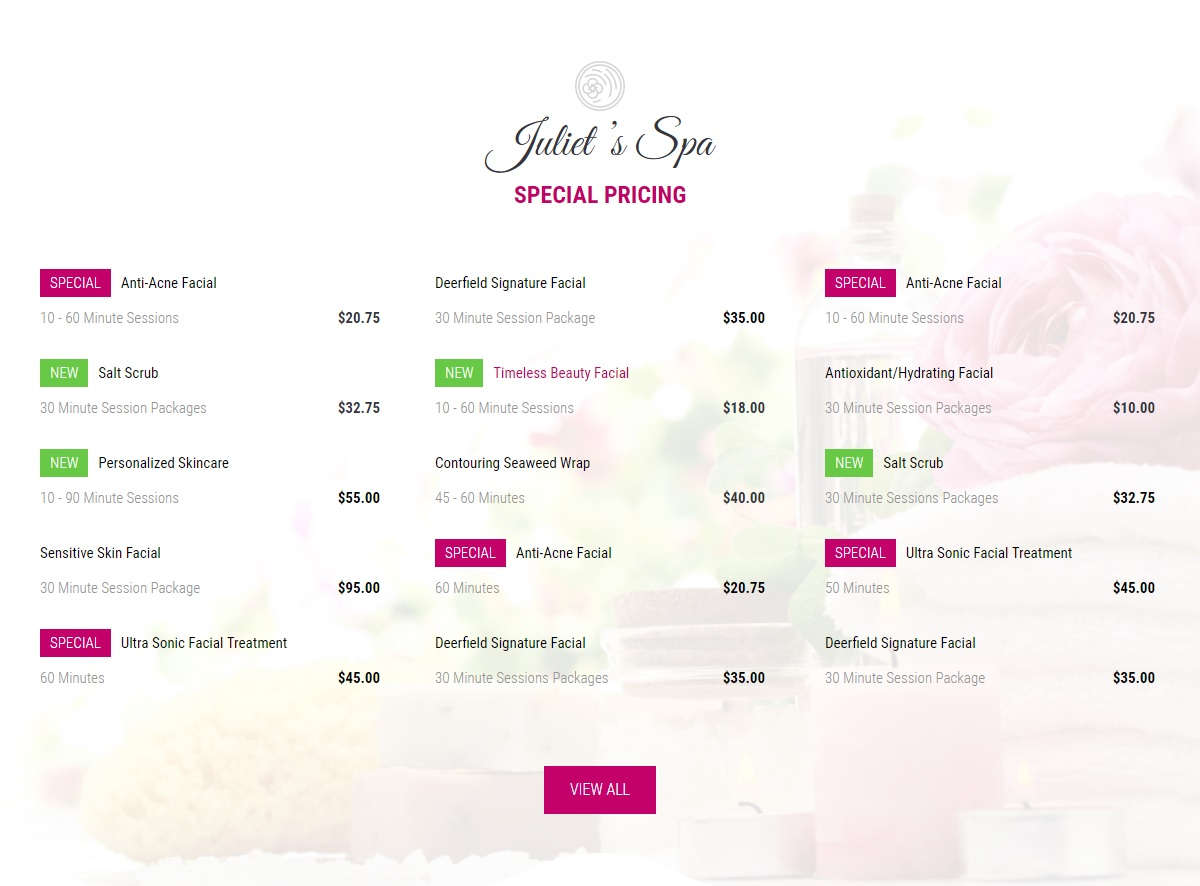 Juliet 's Spa
SPECIAL PRICING
SPECIAL Anti-Acne Facial
10 - 60 Minute Sessions $20.75
NEW Salt Scrub
30 Minute Session Packages $32.75
NEW Personalized Skincare
10 - 90 Minute Sessions $55.00
Sensitive Skin Facial
30 Minute Session Package $95.00
SPECIAL Ultra Sonic Facial Treatment
60 Minutes $45.00
Deerfield Signature Facial
30 Minute Session Package $35.00
NEW Timeless Beauty Facial
10 - 60 Minute Sessions $18.00
Contouring Seaweed Wrap
45 - 60 Minutes $40.00
SPECIAL Anti-Acne Facial
60 Minutes $20.75
Deerfield Signature Facial
30 Minute Sessions Packages $35.00
SPECIAL Anti-Acne Facial
10 - 60 Minute Sessions $20.75
Antioxidant/Hydrating Facial
30 Minute Session Packages $10.00
NEW Salt Scrub
30 Minute Sessions Packages $32.75
SPECIAL Ultra Sonic Facial Treatment
50 Minutes $45.00
Deerfield Signature Facial
30 Minute Session Package $35.00
VIEW ALL